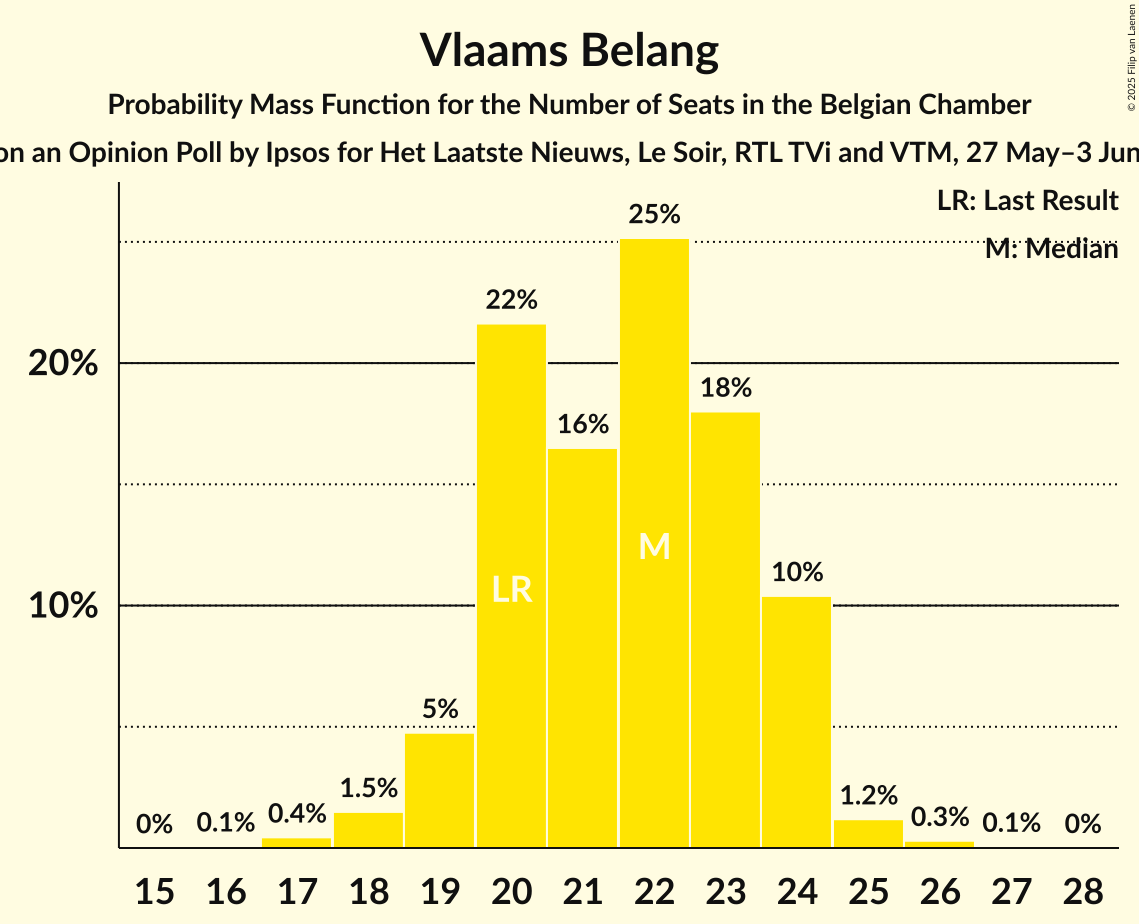 Vlaams Belang
Probability Mass Function for the Number of Seats in the Belgian Chamber
on an Opinion Poll by Ipsos for Het Laatste Nieuws, Le Soir, RTL TVi and VTM, 27 May–3 Jun
© 2025 Filip van Laenen
LR: Last Result
M: Median
25%
22%
20%
18%
16%
M
10%
LR
10%
5%
1.5%
1.2%
0% 0.1% 0.4% 0.3% 0.1% 0%
15 16 17 18 19 20 21 22 23 24 25 26 27 28